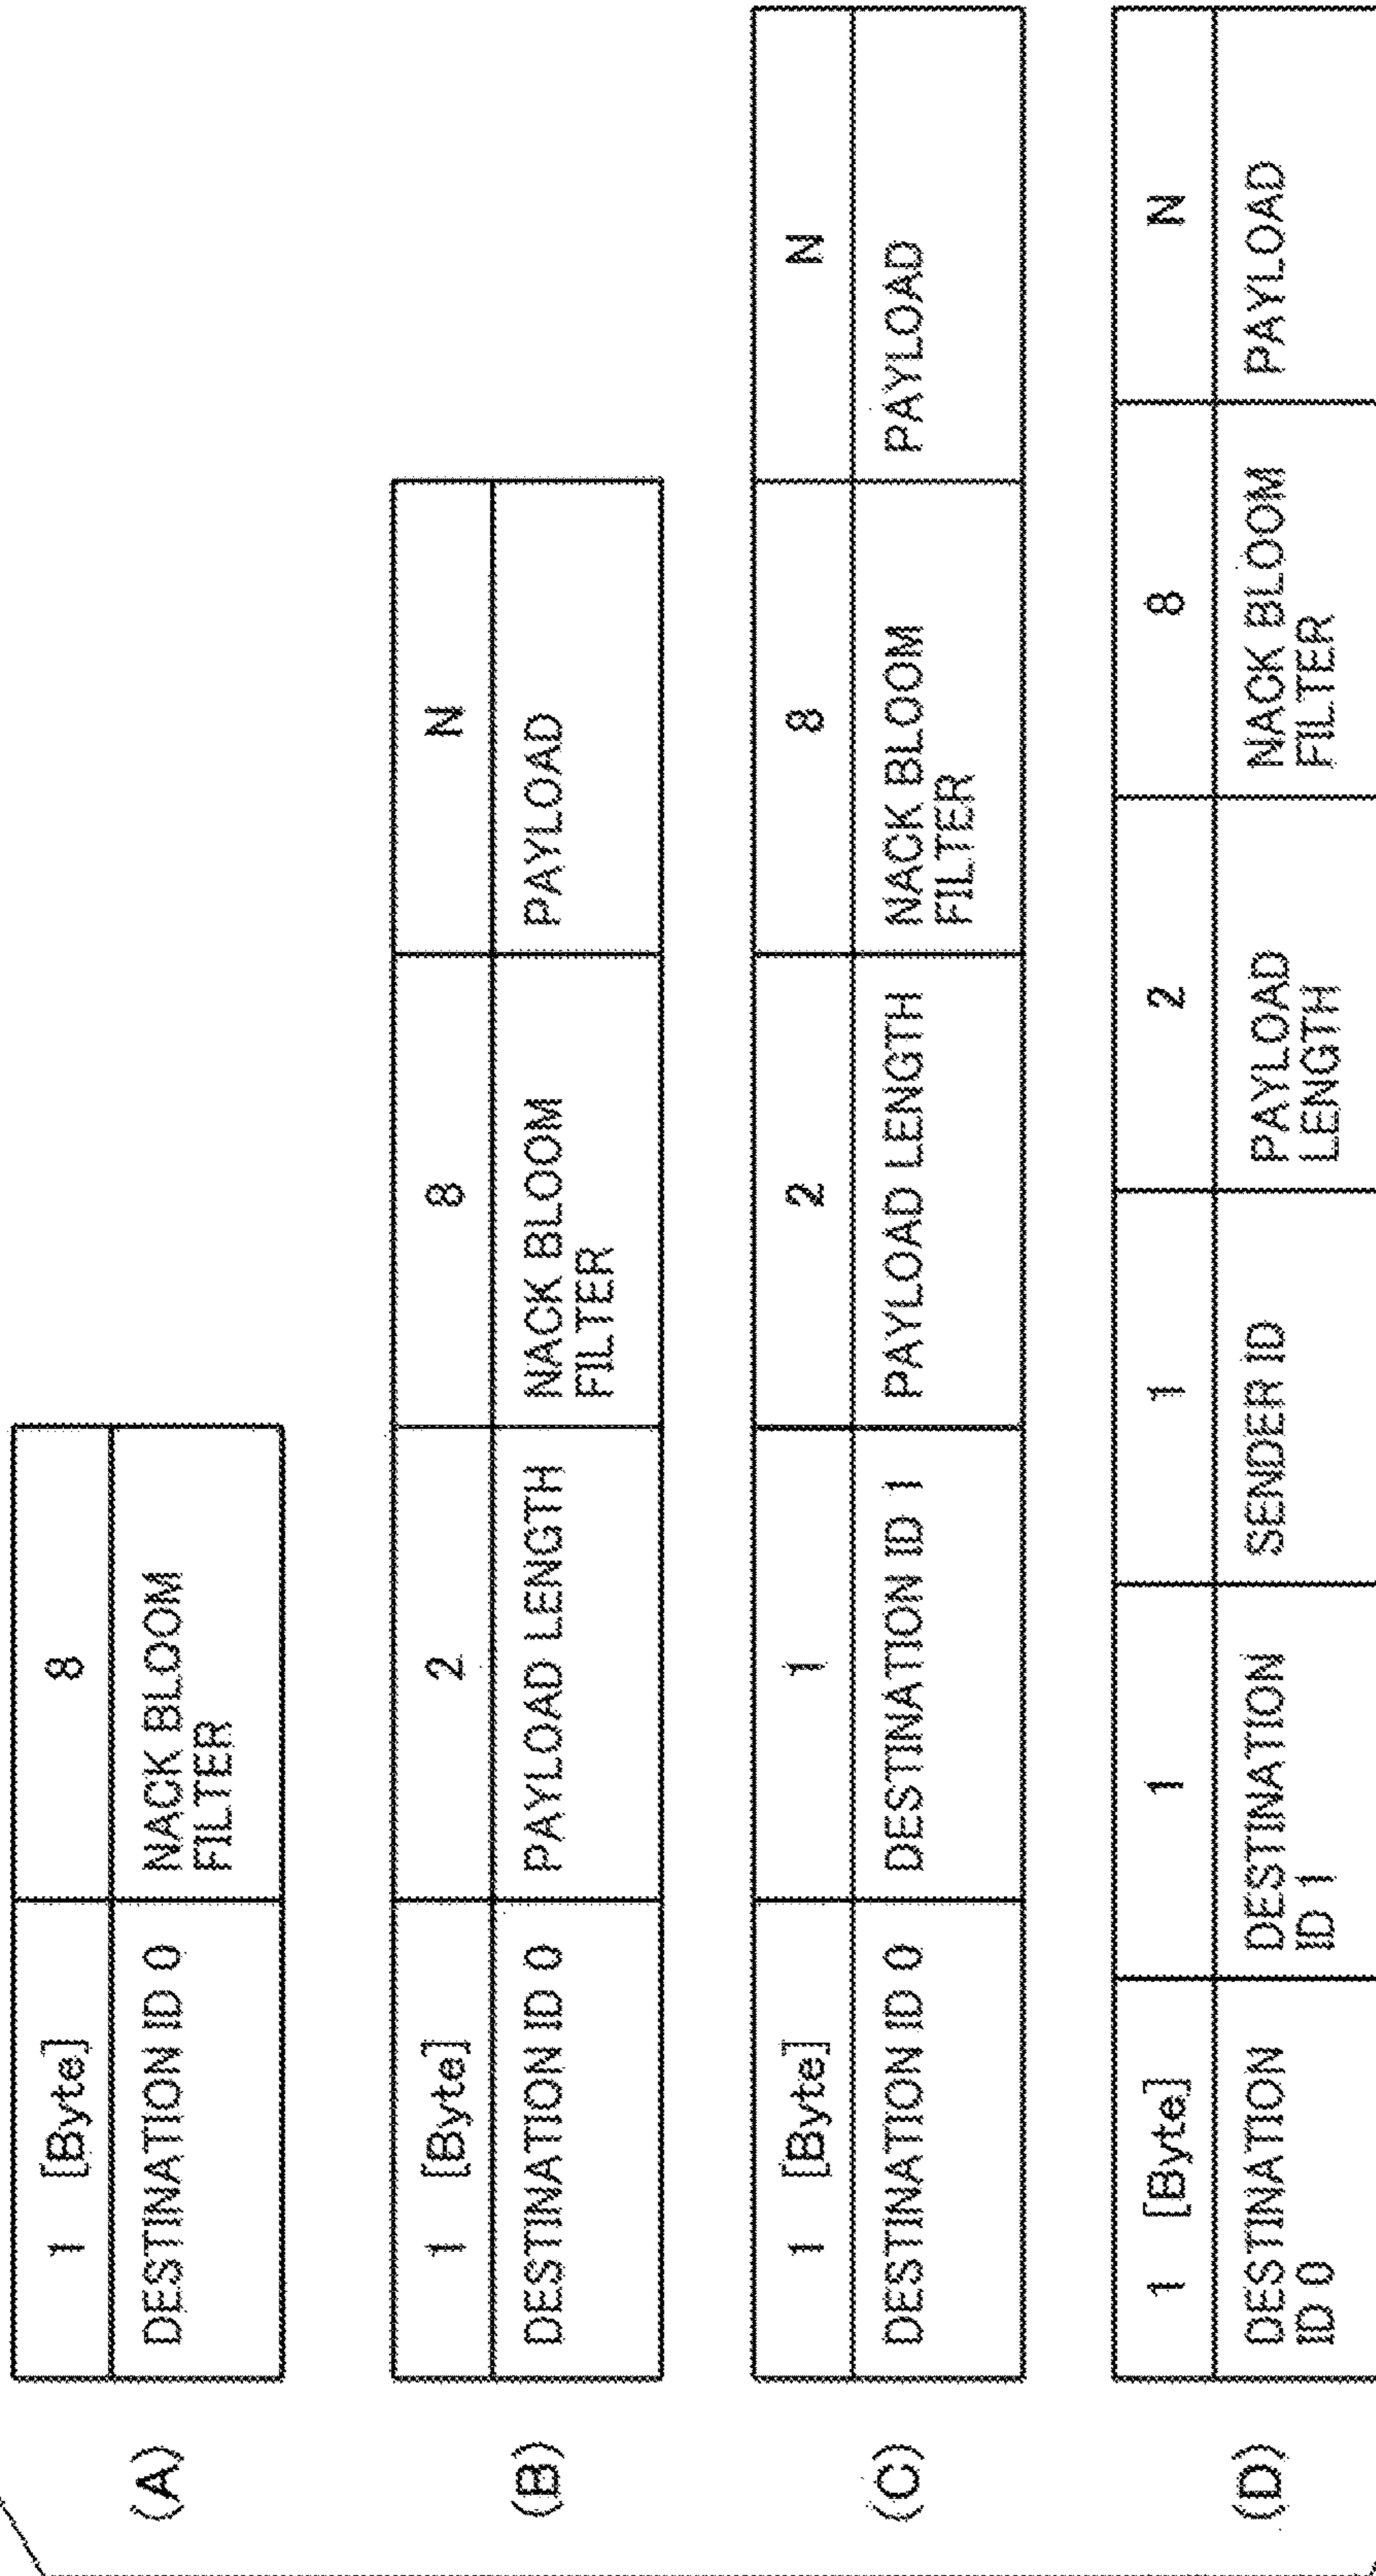 (A)
1 [Byte] 8
DESTINATION ID 0 NACK BLOOM
FILTER
(B)
1 [Byte] 2 8 N
DESTINATION ID 0 PAYLOAD LENGTH NACK BLOOM PAYLOAD
FILTER
(C)
1 [Byte] 1 2 8 N
DESTINATION ID 0 DESTINATION ID 1 PAYLOAD LENGTH NACK BLOOM PAYLOAD
FILTER
(D)
1 [Byte] 1 1 2 8 N
DESTINATION DESTINATION SENDER ID PAYLOAD NACK BLOOM PAYLOAD
ID 0 ID 1 LENGTH FILTER